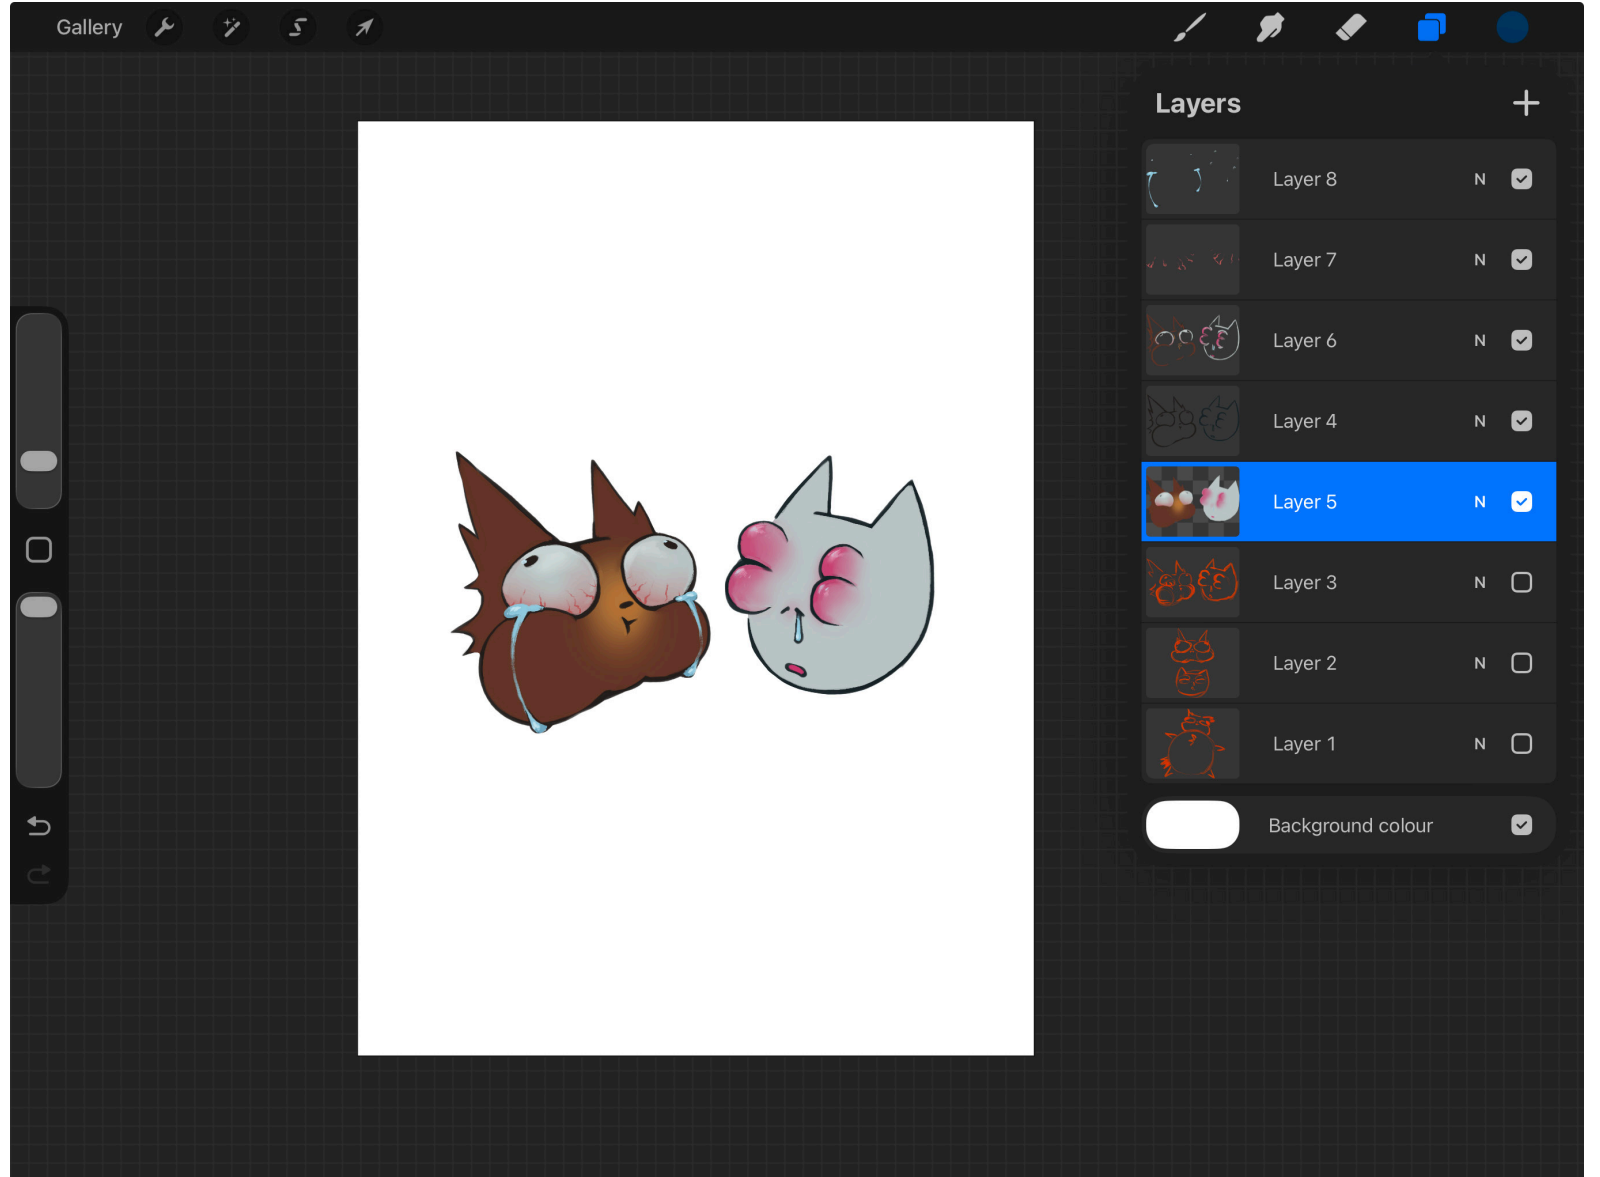 Gallery
Layers
Layer 8 N
Layer 7 N
Layer 6 N
Layer 4 N
Layer 5 N
Layer 3 N
Layer 2 N
Layer 1 N
Background colour